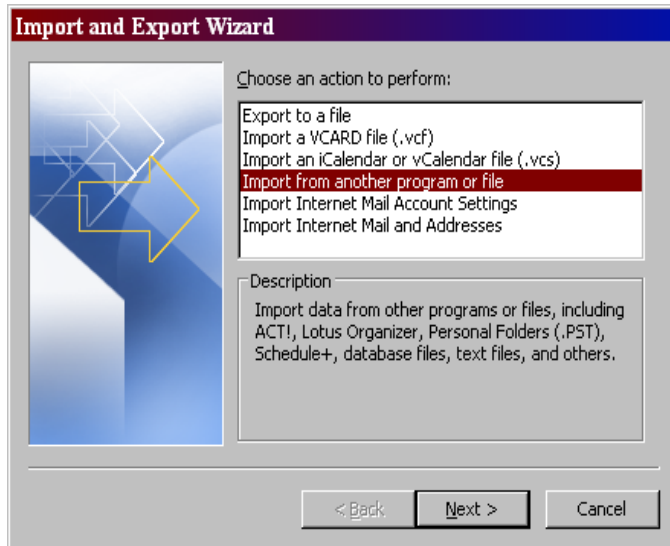 Import and Export Wizard
Choose an action to perform:
Export to a file
Import a VCARD file (.vcf)
Import an iCalendar or vCalendar file (.vcs)
Import from another program or file
Import Internet Mail Account Settings
Import Internet Mail and Addresses
Description
Import data from other programs or files, including
ACT!, Lotus Organizer, Personal Folders (.PST),
Schedule+, database files, text files, and others.
< Back Next > Cancel